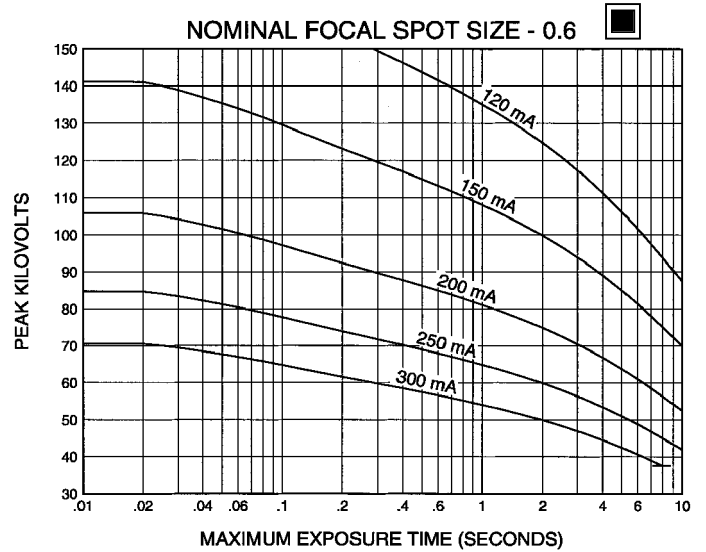 NOMINAL FOCAL SPOT SIZE - 0.6
150
140
130
120
110
100
90
80
70
60
50
40
30
PEAK KILOVOLTS
120 mA
150 mA
200 mA
250 mA
300 mA
.01 .02 .04 .06 .1 .2 .4 .6 1 2 4 6 10
MAXIMUM EXPOSURE TIME (SECONDS)